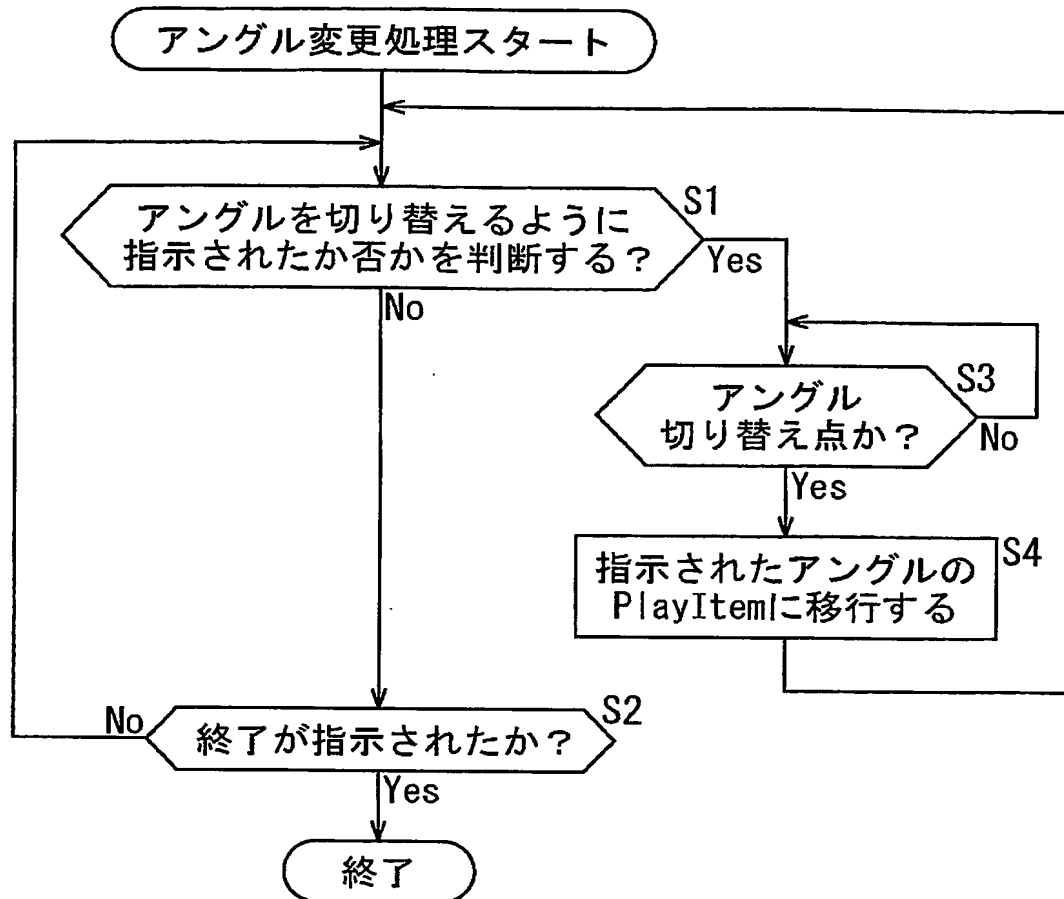 アングル変更処理スタート
アングルを切り替えるように
指示されたか否かを判断する？
S1
Yes
No
アングル
切り替え点か？
S3
No
Yes
指示されたアングルの
PlayItemに移行する
S4
終了が指示されたか？
S2
No
Yes
終了